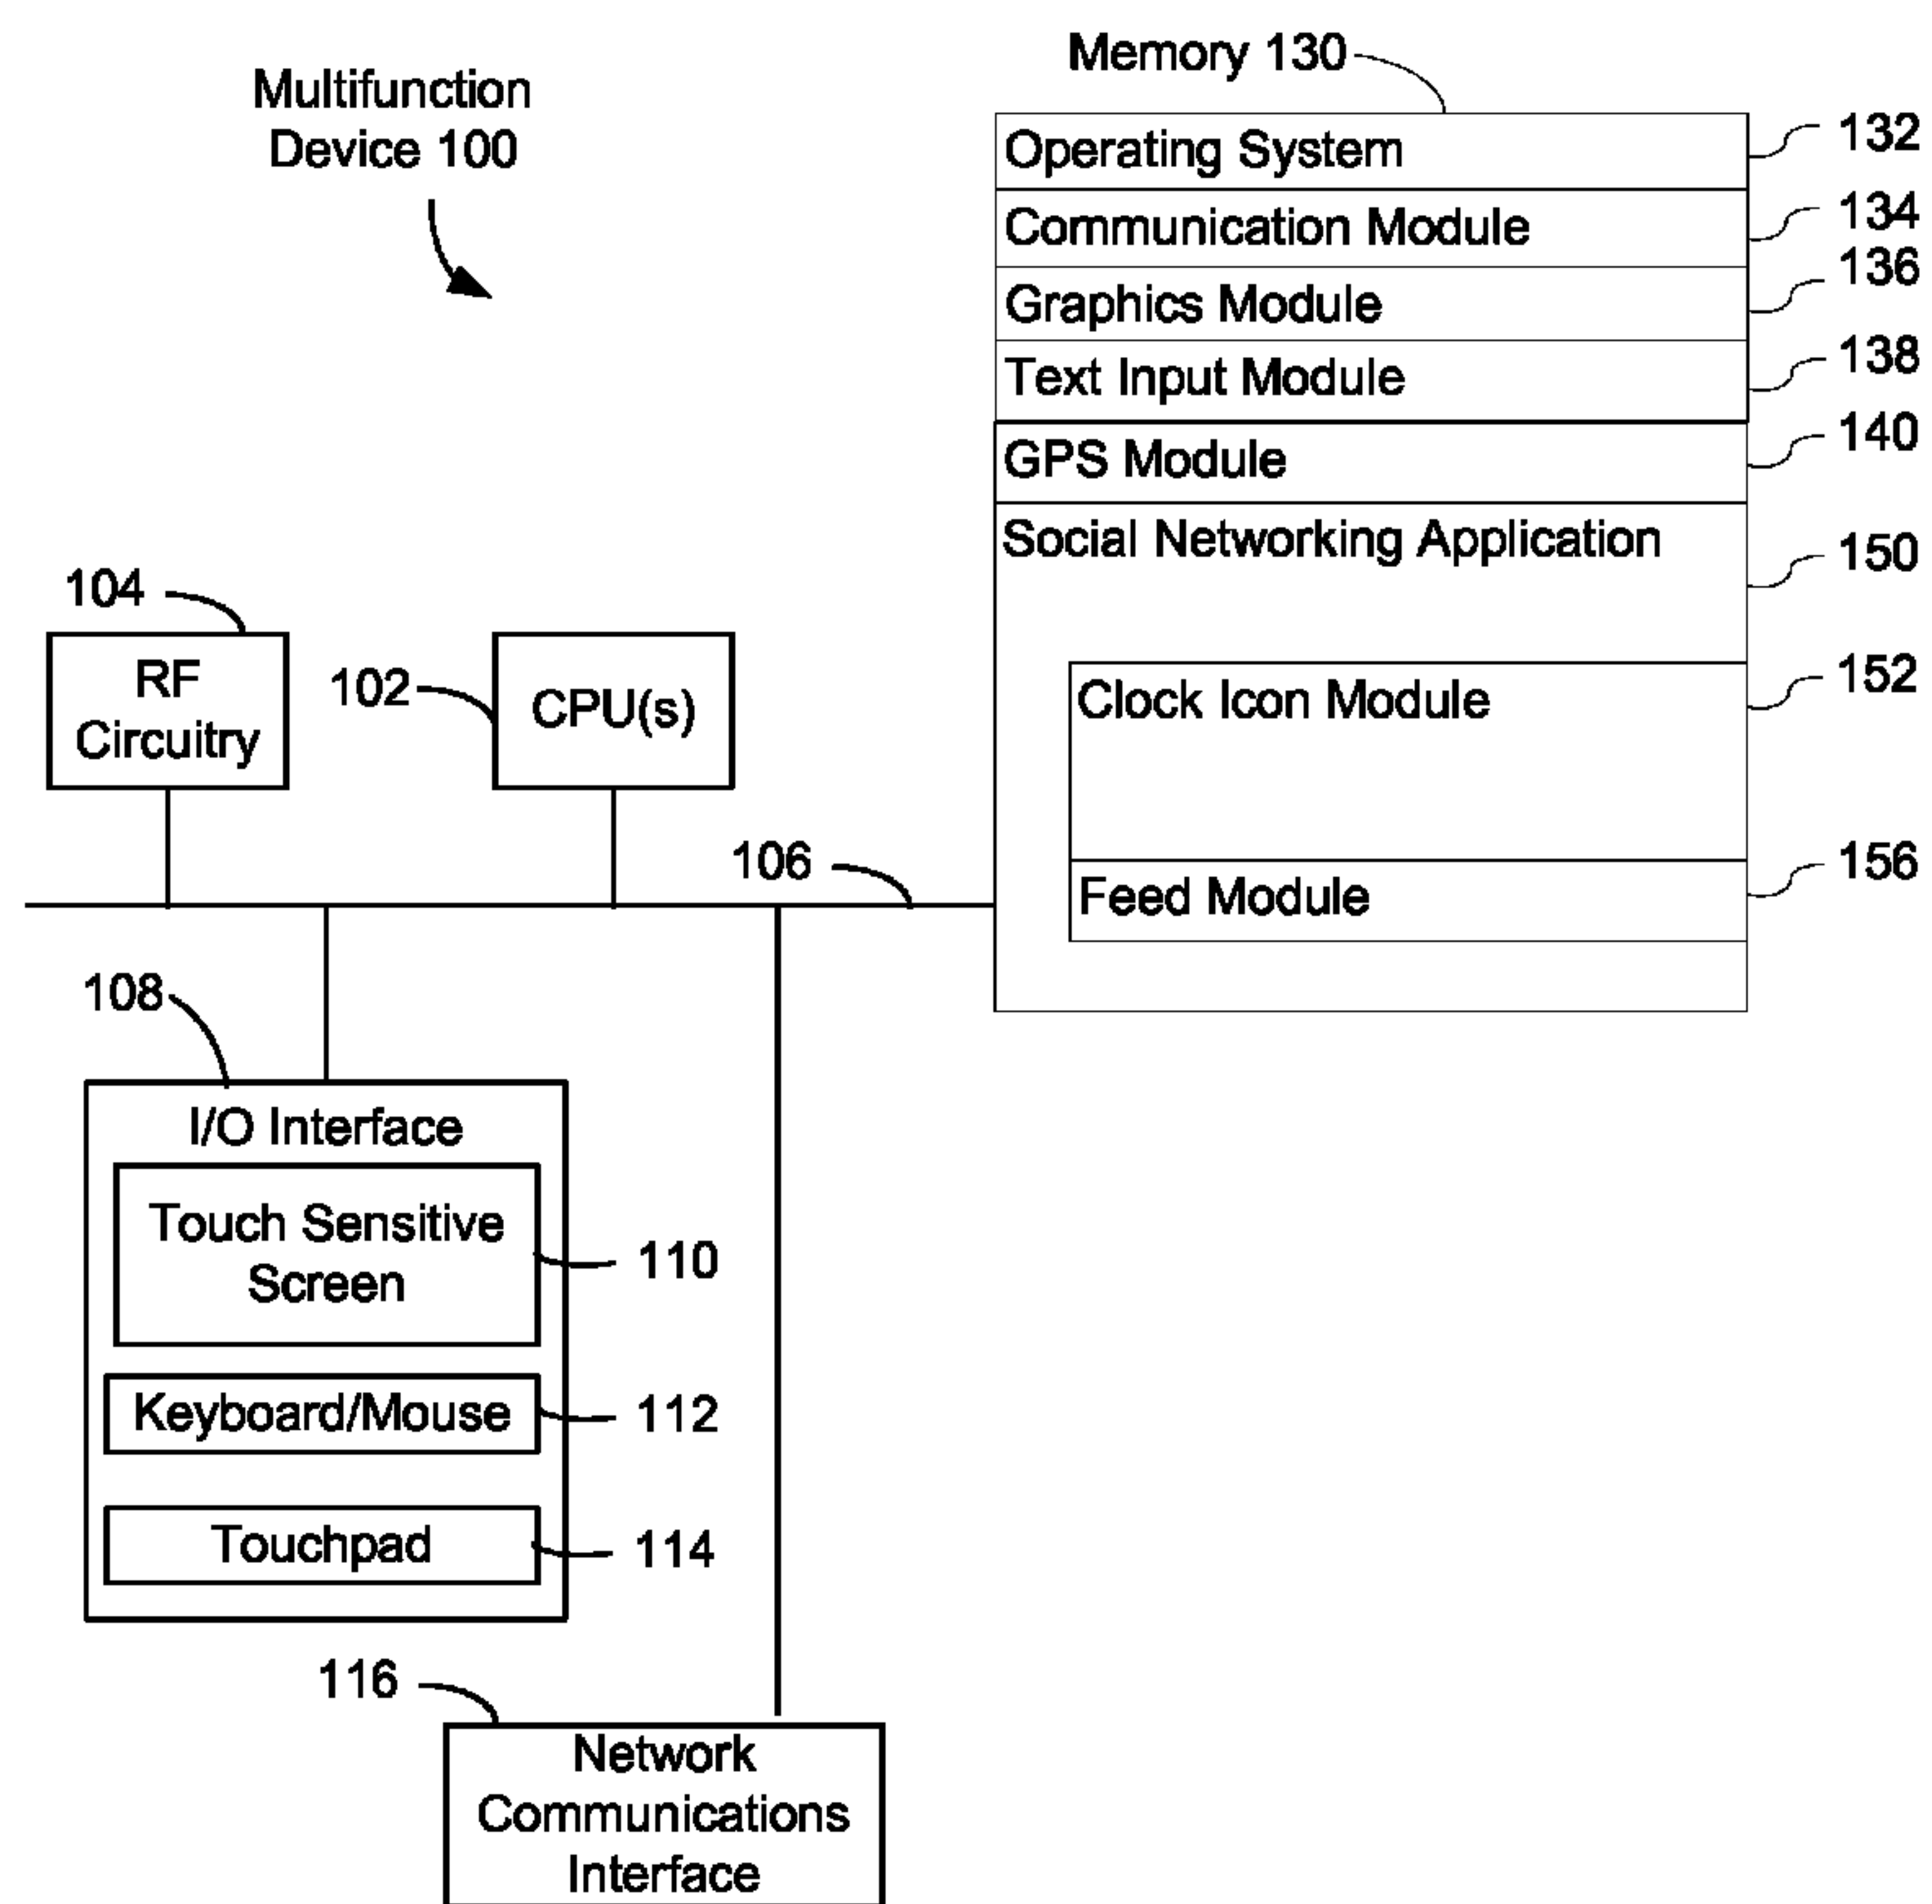 Multifunction
Device 100
Memory 130
Operating System
132
Communication Module
134
Graphics Module
136
Text Input Module
138
GPS Module
140
Social Networking Application
150
Clock Icon Module
152
Feed Module
156
104
RF
Circuitry
102
CPU(s)
106
108
I/O Interface
Touch Sensitive
Screen
110
Keyboard/Mouse
112
Touchpad
114
116
Network
Communications
Interface